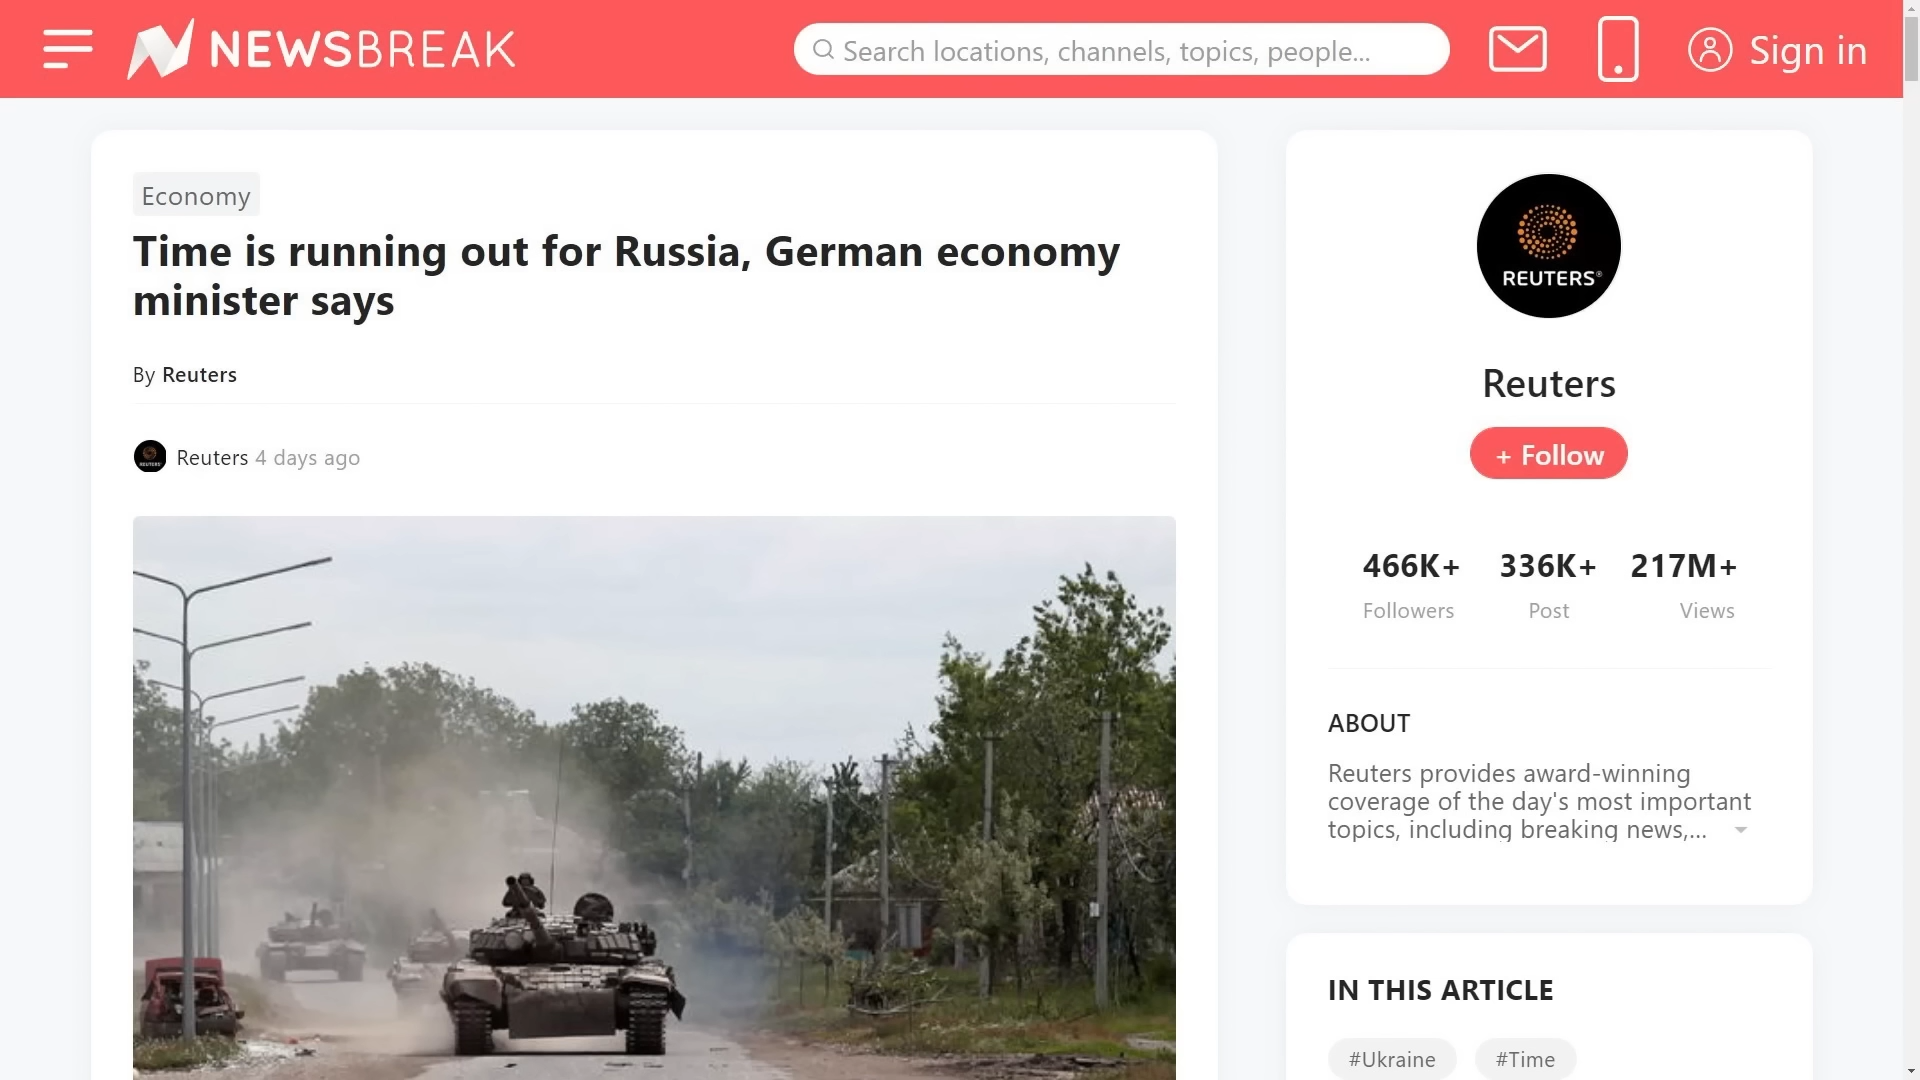 NEWSBREAK
Search locations, channels, topics, people...
Sign in
Economy
Time is running out for Russia, German economy
minister says
By Reuters
Reuters 4 days ago
REUTERS
Reuters
+ Follow
466K+ 336K+ 217M+
Followers Post Views
ABOUT
Reuters provides award-winning
coverage of the day's most important
topics, including breaking news,...
IN THIS ARTICLE
#Ukraine #Time